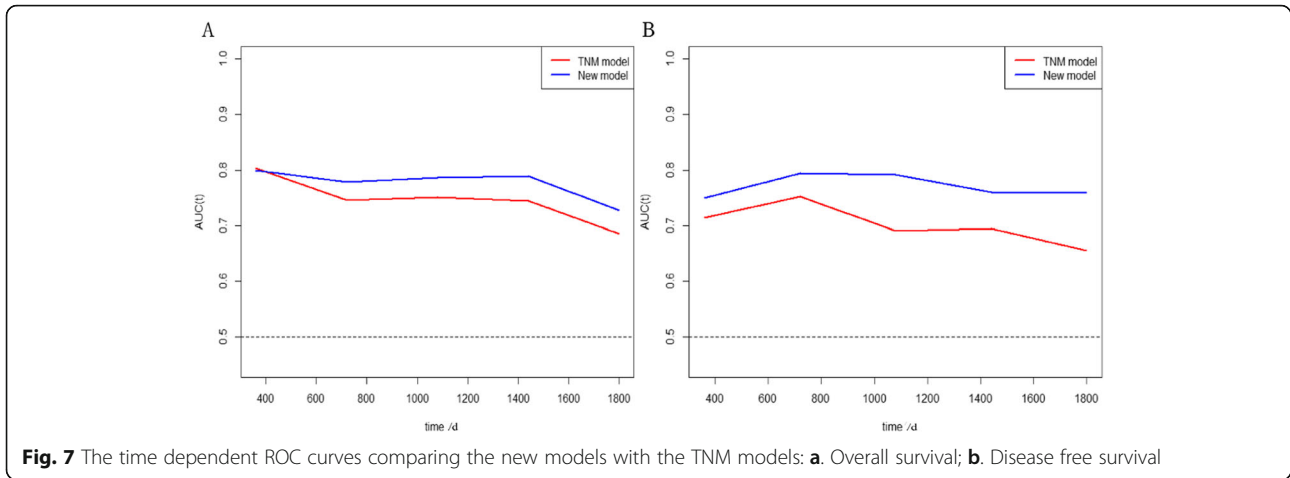 A
TNM model
New model
AUC(t)
1.0
0.9
0.8
0.7
0.6
0.5
400 600 800 1000 1200 1400 1600 1800
time /d
B
TNM model
New model
AUC(t)
1.0
0.9
0.8
0.7
0.6
0.5
400 600 800 1000 1200 1400 1600 1800
time /d
Fig. 7 The time dependent ROC curves comparing the new models with the TNM models: a. Overall survival; b. Disease free survival